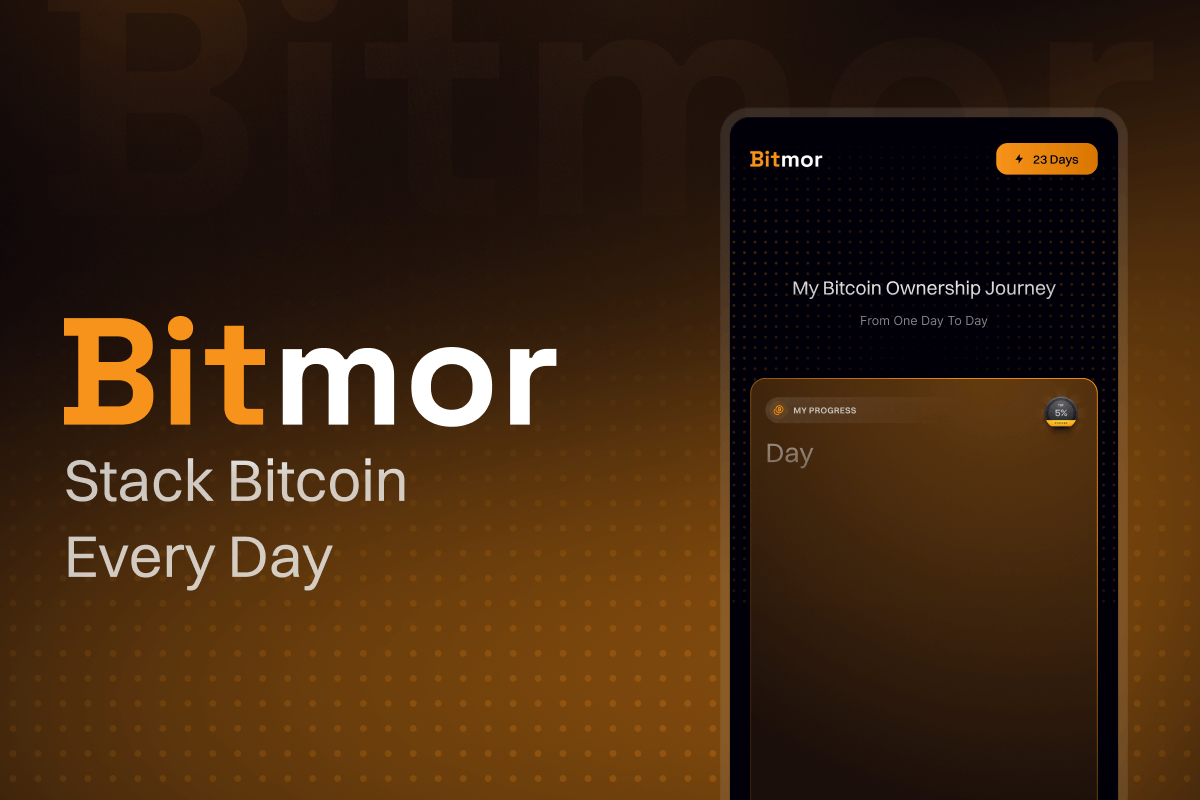 Bitmor
Bitmor
Stack Bitcoin
Every Day
Bitmor
23 Days
My Bitcoin Ownership Journey
From One Day To Day
MY PROGRESS
TOP
5%
Day